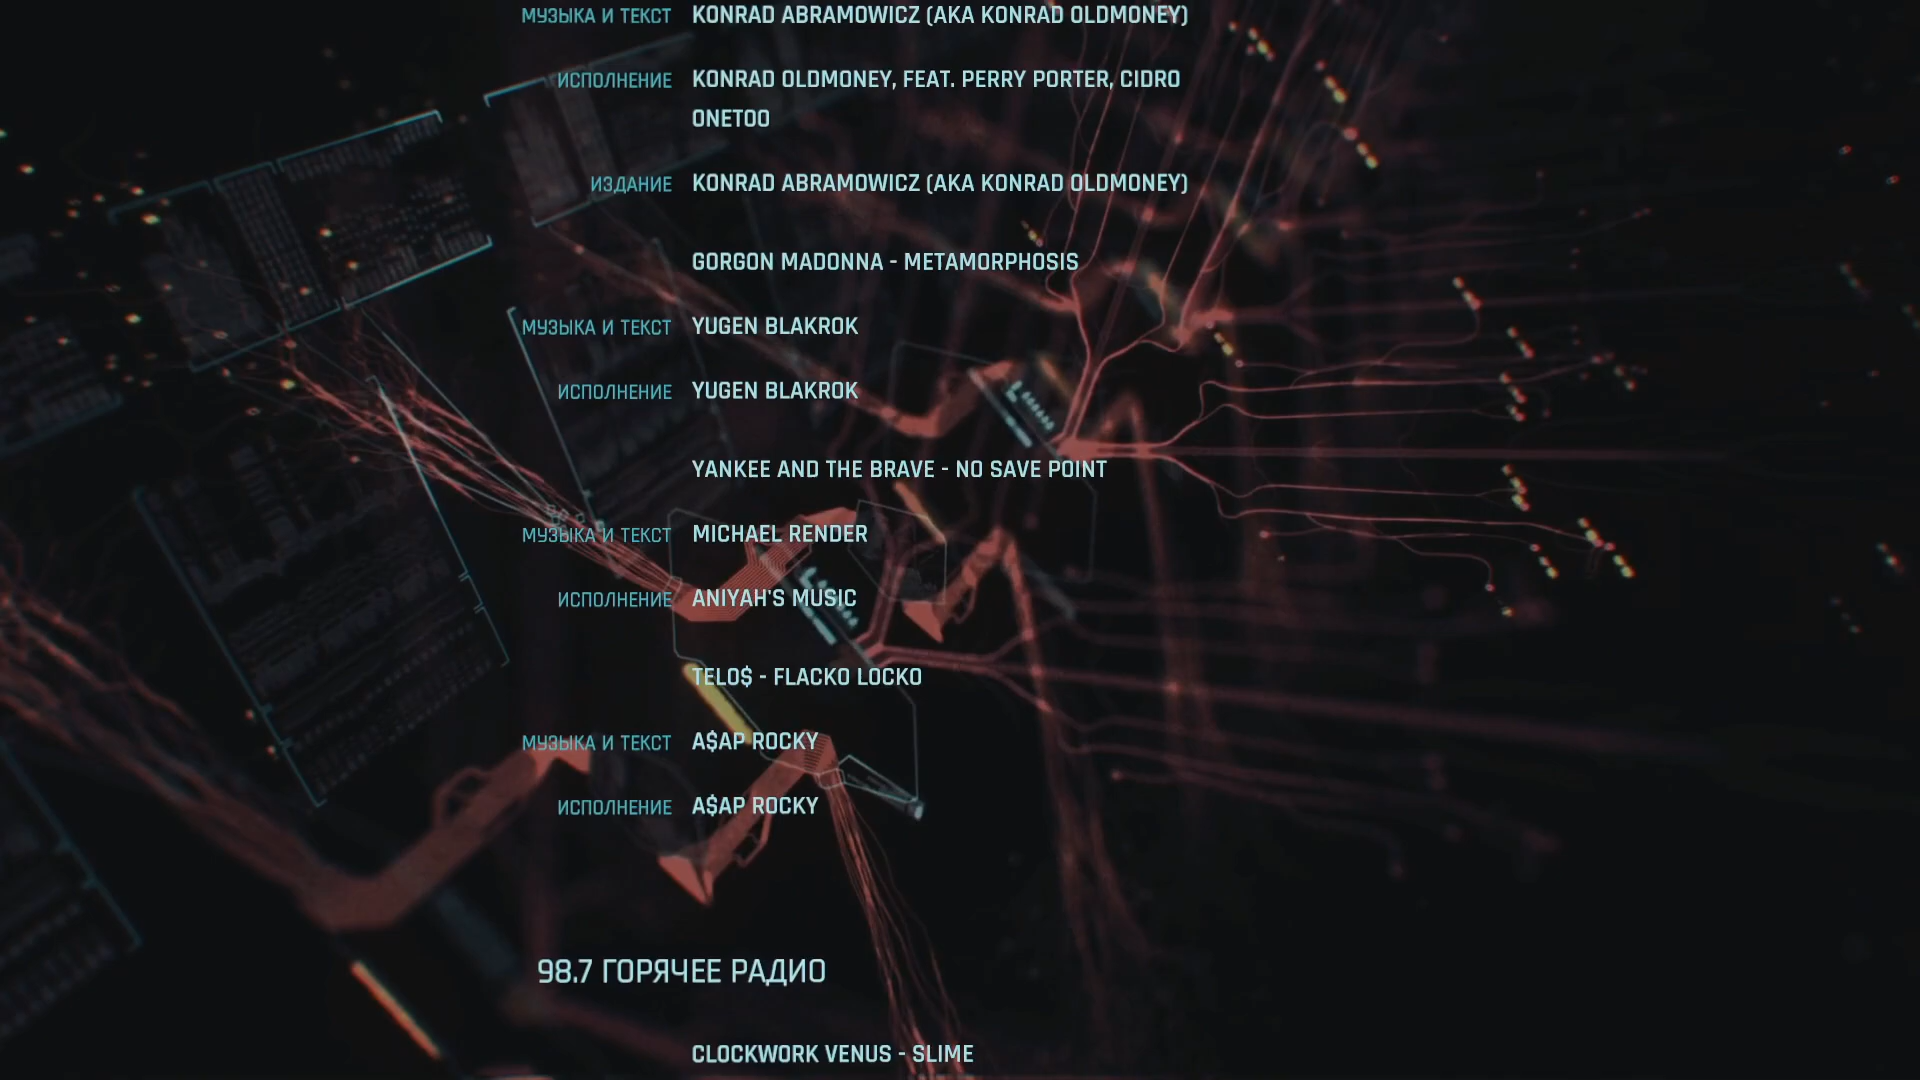 МУЗЫКА И ТЕКСТ KONRAD ABRAMOWICZ (AKA KONRAD OLDMONEY)
ИСПОЛНЕНИЕ KONRAD OLDMONEY, FEAT. PERRY PORTER, CIDRO
ONETOO
ИЗДАНИЕ KONRAD ABRAMOWICZ (AKA KONRAD OLDMONEY)
GORGON MADONNA - METAMORPHOSIS
МУЗЫКА И ТЕКСТ YUGEN BLAKROK
ИСПОЛНЕНИЕ YUGEN BLAKROK
YANKEE AND THE BRAVE - NO SAVE POINT
МУЗЫКА И ТЕКСТ MICHAEL RENDER
ИСПОЛНЕНИЕ ANIYAH'S MUSIC
TELO$ - FLACKO LOCKO
МУЗЫКА И ТЕКСТ A$AP ROCKY
ИСПОЛНЕНИЕ A$AP ROCKY
98.7 ГОРЯЧЕЕ РАДИО
CLOCKWORK VENUS - SLIME